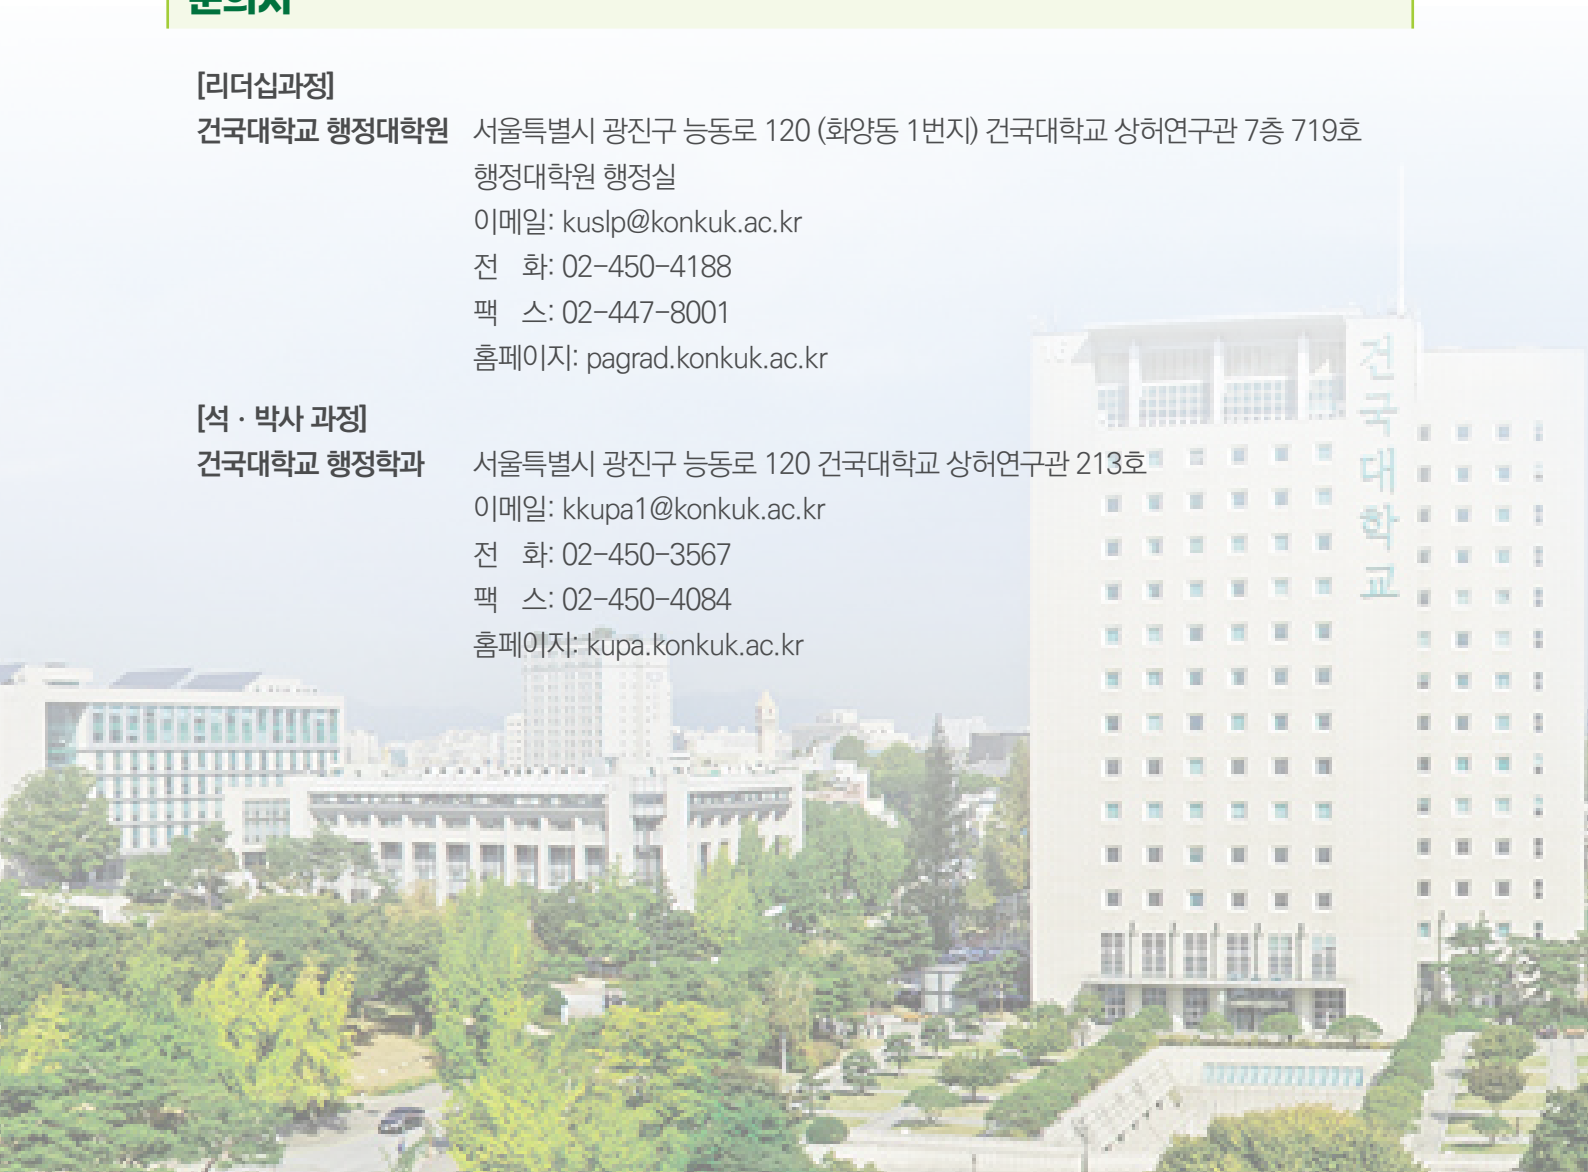 문의처
[리더십과정]
건국대학교 행정대학원 서울특별시 광진구 능동로 120 (화양동 1번지) 건국대학교 상허연구관 7층 719호
행정대학원 행정실
이메일: kuslp@konkuk.ac.kr
전 화: 02-450-4188
팩 스: 02-447-8001
홈페이지: pagrad.konkuk.ac.kr
[석 · 박사 과정]
건국대학교 행정학과 서울특별시 광진구 능동로 120 건국대학교 상허연구관 213호
이메일: kkupa1@konkuk.ac.kr
전 화: 02-450-3567
팩 스: 02-450-4084
홈페이지: kupa.konkuk.ac.kr
건국대학교